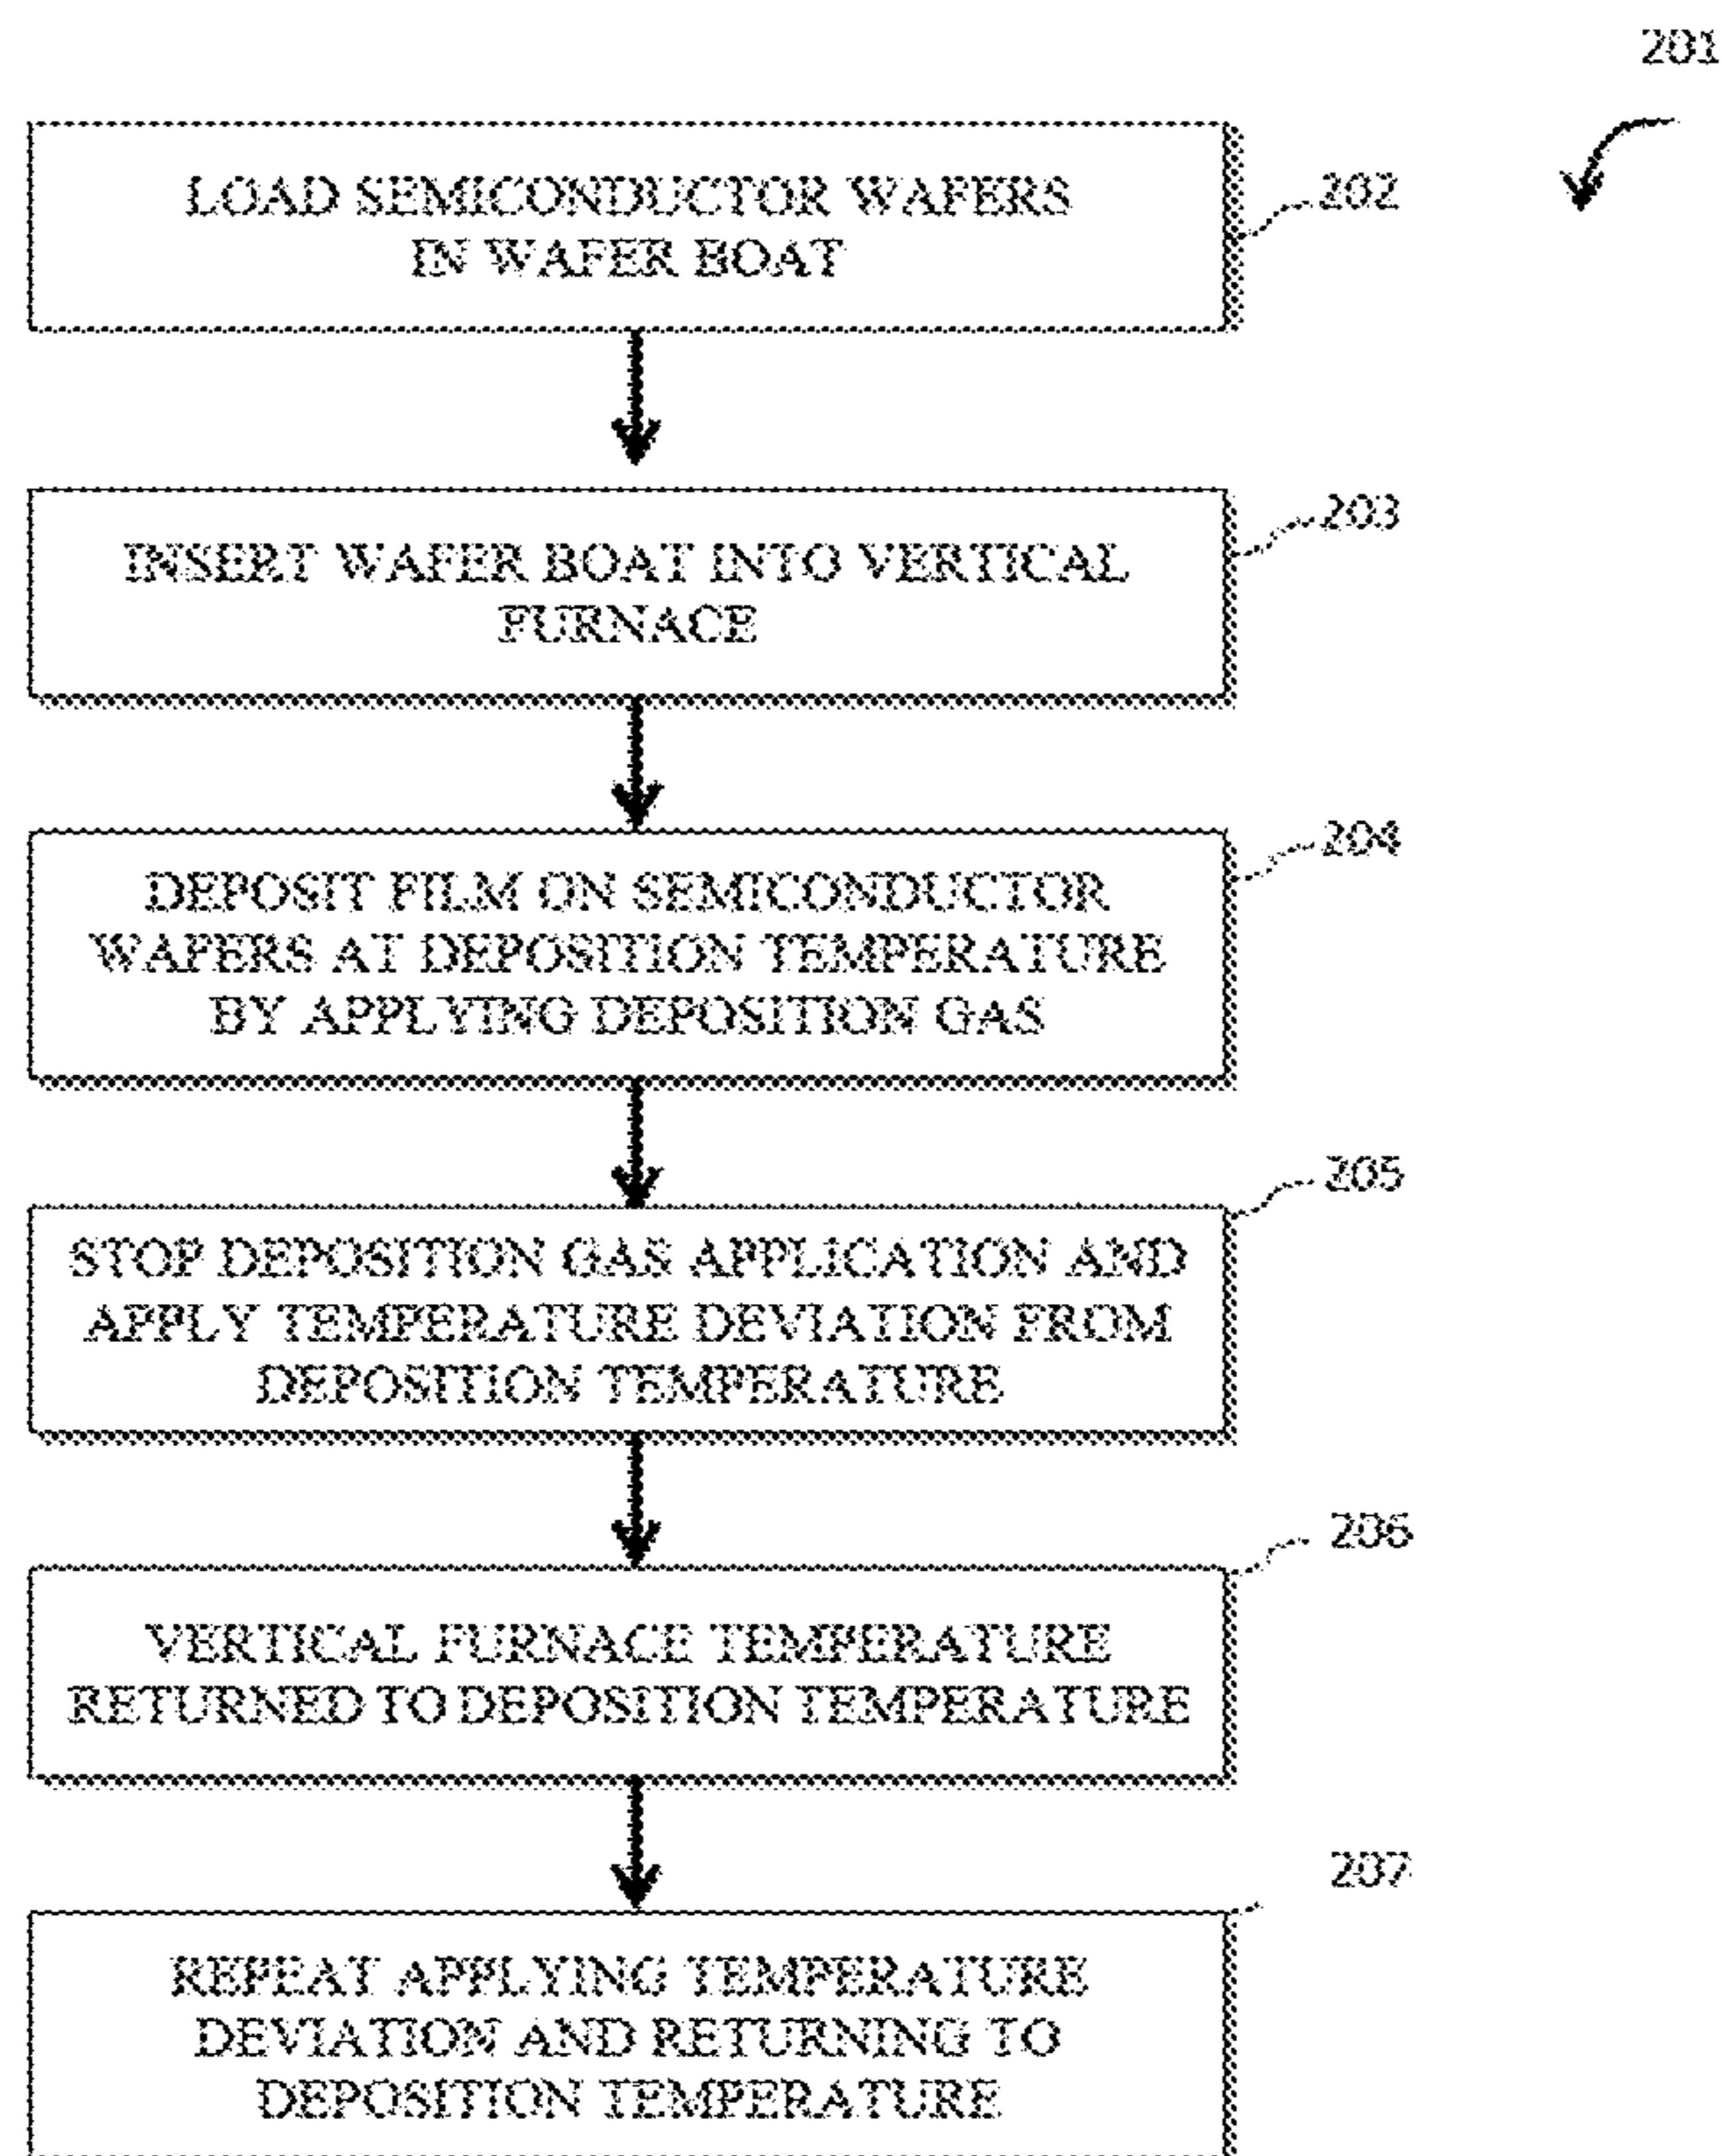 201
LOAD SEMICONDUCTOR WAFERS
IN WAFER BOAT
202
INSERT WAFER BOAT INTO VERTICAL
FURNACE
203
DEPOSIT FILM ON SEMICONDUCTOR
WAFERS AT DEPOSITION TEMPERATURE
BY APPLYING DEPOSITION GAS
204
STOP DEPOSITION GAS APPLICATION AND
APPLY TEMPERATURE DEVIATION FROM
DEPOSITION TEMPERATURE
205
VERTICAL FURNACE TEMPERATURE
RETURNED TO DEPOSITION TEMPERATURE
206
REPEAT APPLYING TEMPERATURE
DEVIATION AND RETURNING TO
DEPOSITION TEMPERATURE
207